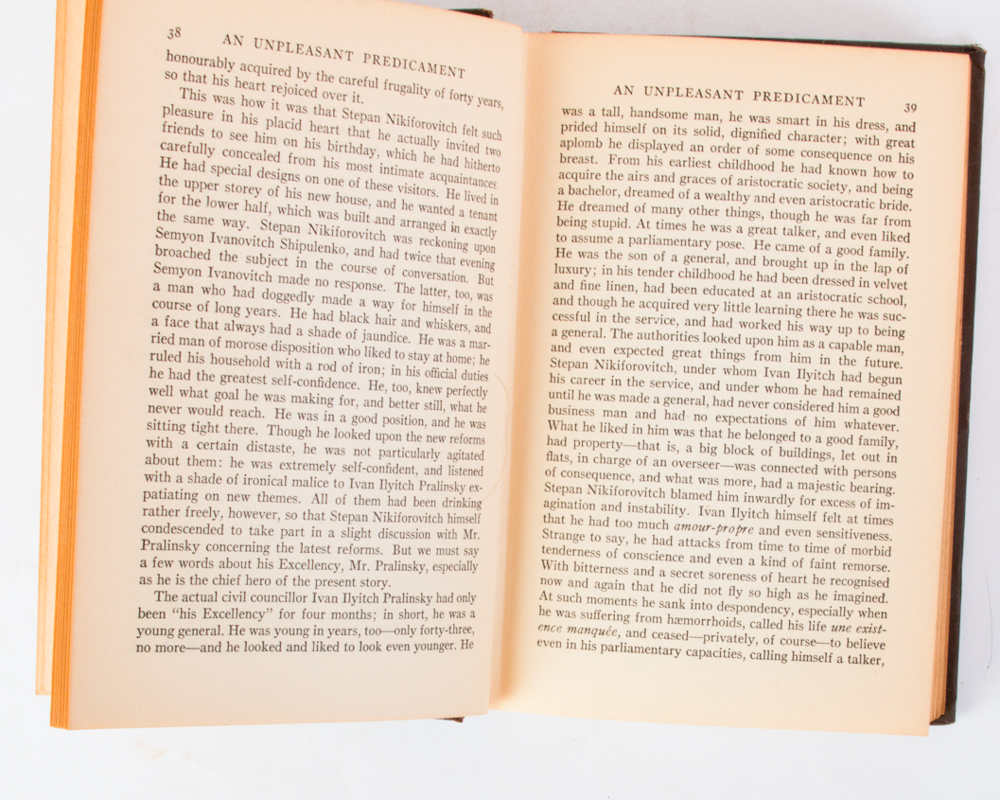 38
AN UNPLEASANT PREDICAMENT
honourably acquired by the careful frugality of forty years,
so that his heart rejoiced over it.
This was how it was that Stepan Nikiforovitch felt such
pleasure in his placid heart that he actually invited two
friends to see him on his birthday, which he had hitherto
carefully concealed from his most intimate acquaintances.
He had special designs on one of these visitors. He lived in
the upper storey of his new house, and he wanted a tenant
for the lower half, which was built and arranged in exactly
the same way. Stepan Nikiforovitch was reckoning upon
Semyon Ivanovitch Shipulenko, and had twice that evening
broached the subject in the course of conversation. But
Semyon Ivanovitch made no response. The latter, too, was
a man who had doggedly made a way for himself in the
course of long years. He had black hair and whiskers, and
a face that always had a shade of jaundice. He was a mar-
ried man of morose disposition who liked to stay at home; he
ruled his household with a rod of iron; in his official duties
he had the greatest self-confidence. He, too, knew perfectly
well what goal he was making for, and better still, what he
never would reach. He was in a good position, and he was
sitting tight there. Though he looked upon the new reforms
with a certain distaste, he was not particularly agitated
about them: he was extremely self-confident, and listened
with a shade of ironical malice to Ivan Ilyitch Pralinsky ex-
patiating on new themes. All of them had been drinking
rather freely, however, so that Stepan Nikiforovitch himself
condescended to take part in a slight discussion with Mr.
Pralinsky concerning the latest reforms. But we must say
a few words about his Excellency, Mr. Pralinsky, especially
as he is the chief hero of the present story.
The actual civil councillor Ivan Ilyitch Pralinsky had only
been "his Excellency" for four months; in short, he was a
young general. He was young in years, too—only forty-three,
no more—and he looked and liked to look even younger. He
AN UNPLEASANT PREDICAMENT
39
was a tall, handsome man, he was smart in his dress, and
prided himself on its solid, dignified character; with great
aplomb he displayed an order of some consequence on his
breast. From his earliest childhood he had known how to
acquire the airs and graces of aristocratic society, and being
a bachelor, dreamed of a wealthy and even aristocratic bride.
He dreamed of many other things, though he was far from
being stupid. At times he was a great talker, and even liked
to assume a parliamentary pose. He came of a good family.
He was the son of a general, and brought up in the lap of
luxury; in his tender childhood he had been dressed in velvet
and fine linen, had been educated at an aristocratic school,
and though he acquired very little learning there he was suc-
cessful in the service, and had worked his way up to being
a general. The authorities looked upon him as a capable man,
and even expected great things from him in the future.
Stepan Nikiforovitch, under whom Ivan Ilyitch had begun
his career in the service, and under whom he had remained
until he was made a general, had never considered him a good
business man and had no expectations of him whatever.
What he liked in him was that he belonged to a good family,
had property—that is, a big block of buildings, let out in
flats, in charge of an overseer—was connected with persons
of consequence, and what was more, had a majestic bearing.
Stepan Nikiforovitch blamed him inwardly for excess of im-
agination and instability. Ivan Ilyitch himself felt at times
that he had too much amour-propre and even sensitiveness.
Strange to say, he had attacks from time to time of morbid
tenderness of conscience and even a kind of faint remorse.
With bitterness and a secret soreness of heart he recognised
now and again that he did not fly so high as he imagined.
At such moments he sank into despondency, especially when
he was suffering from hæmorrhoids, called his life une exist-
ence manquée, and ceased—privately, of course—to believe
even in his parliamentary capacities, calling himself a talker,